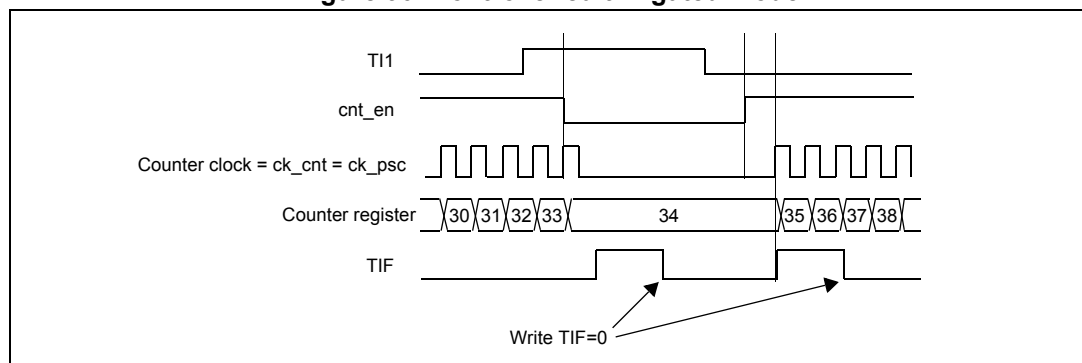 TI1
cnt_en
Counter clock = ck_cnt = ck_psc
Counter register 30 31 32 33 34 35 36 37 38
TIF
Write TIF=0